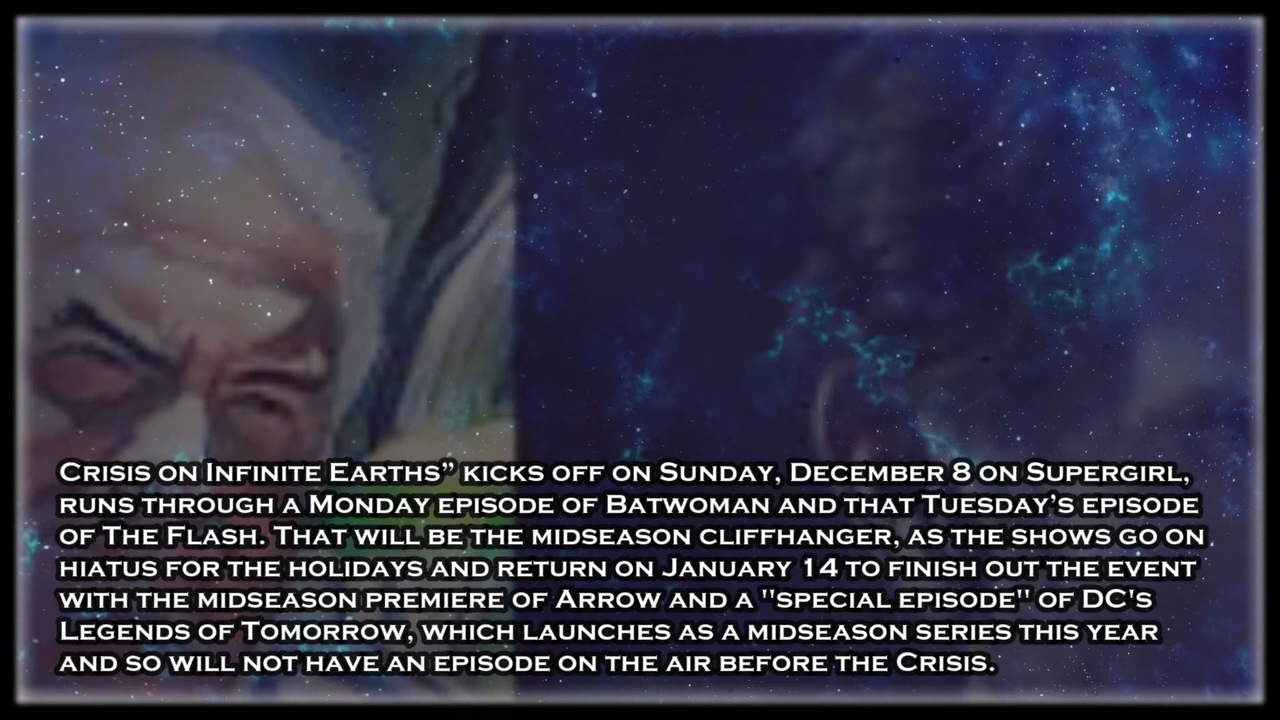 Crisis on Infinite Earths” kicks off on Sunday, December 8 on Supergirl,
runs through a Monday episode of Batwoman and that Tuesday’s episode
of The Flash. That will be the midseason cliffhanger, as the shows go on
hiatus for the holidays and return on January 14 to finish out the event
with the midseason premiere of Arrow and a "special episode" of DC's
Legends of Tomorrow, which launches as a midseason series this year
and so will not have an episode on the air before the Crisis.